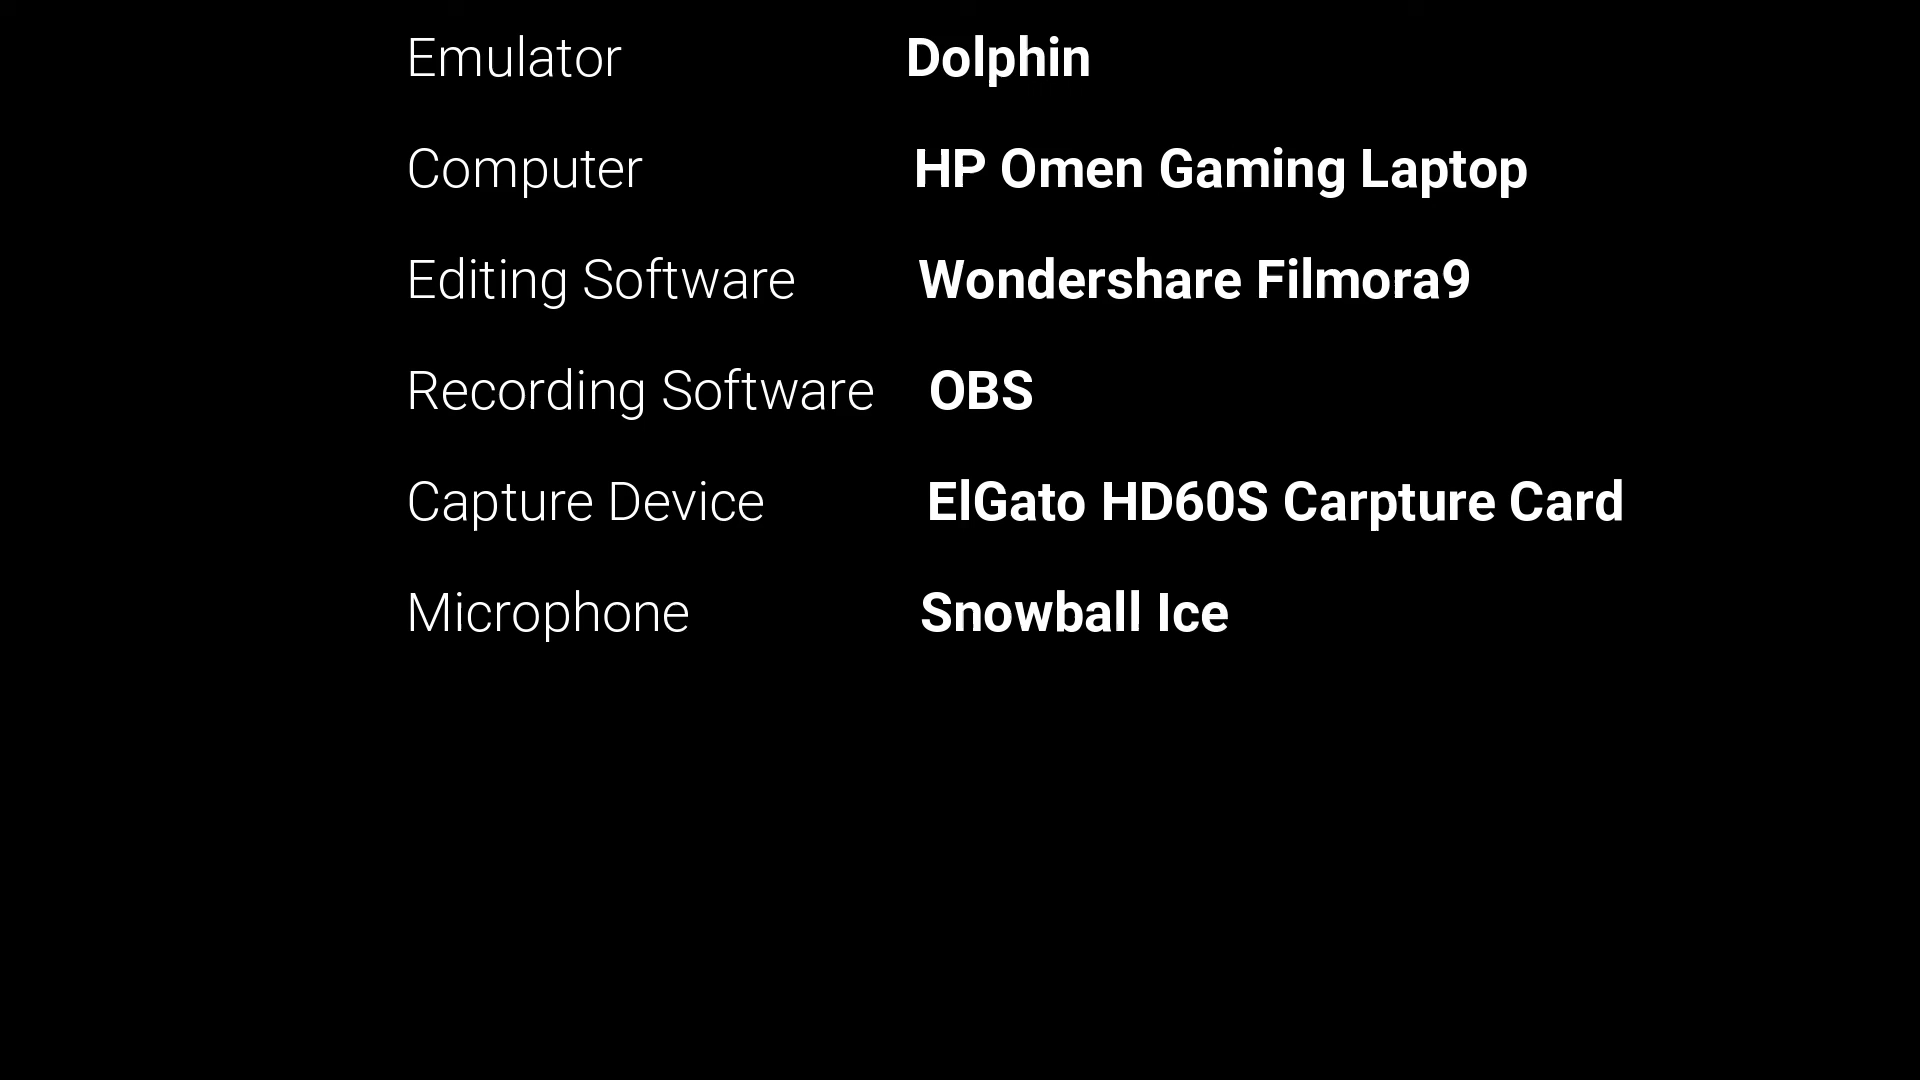 Emulator Dolphin
Computer HP Omen Gaming Laptop
Editing Software Wondershare Filmora9
Recording Software OBS
Capture Device ElGato HD60S Carpture Card
Microphone Snowball Ice